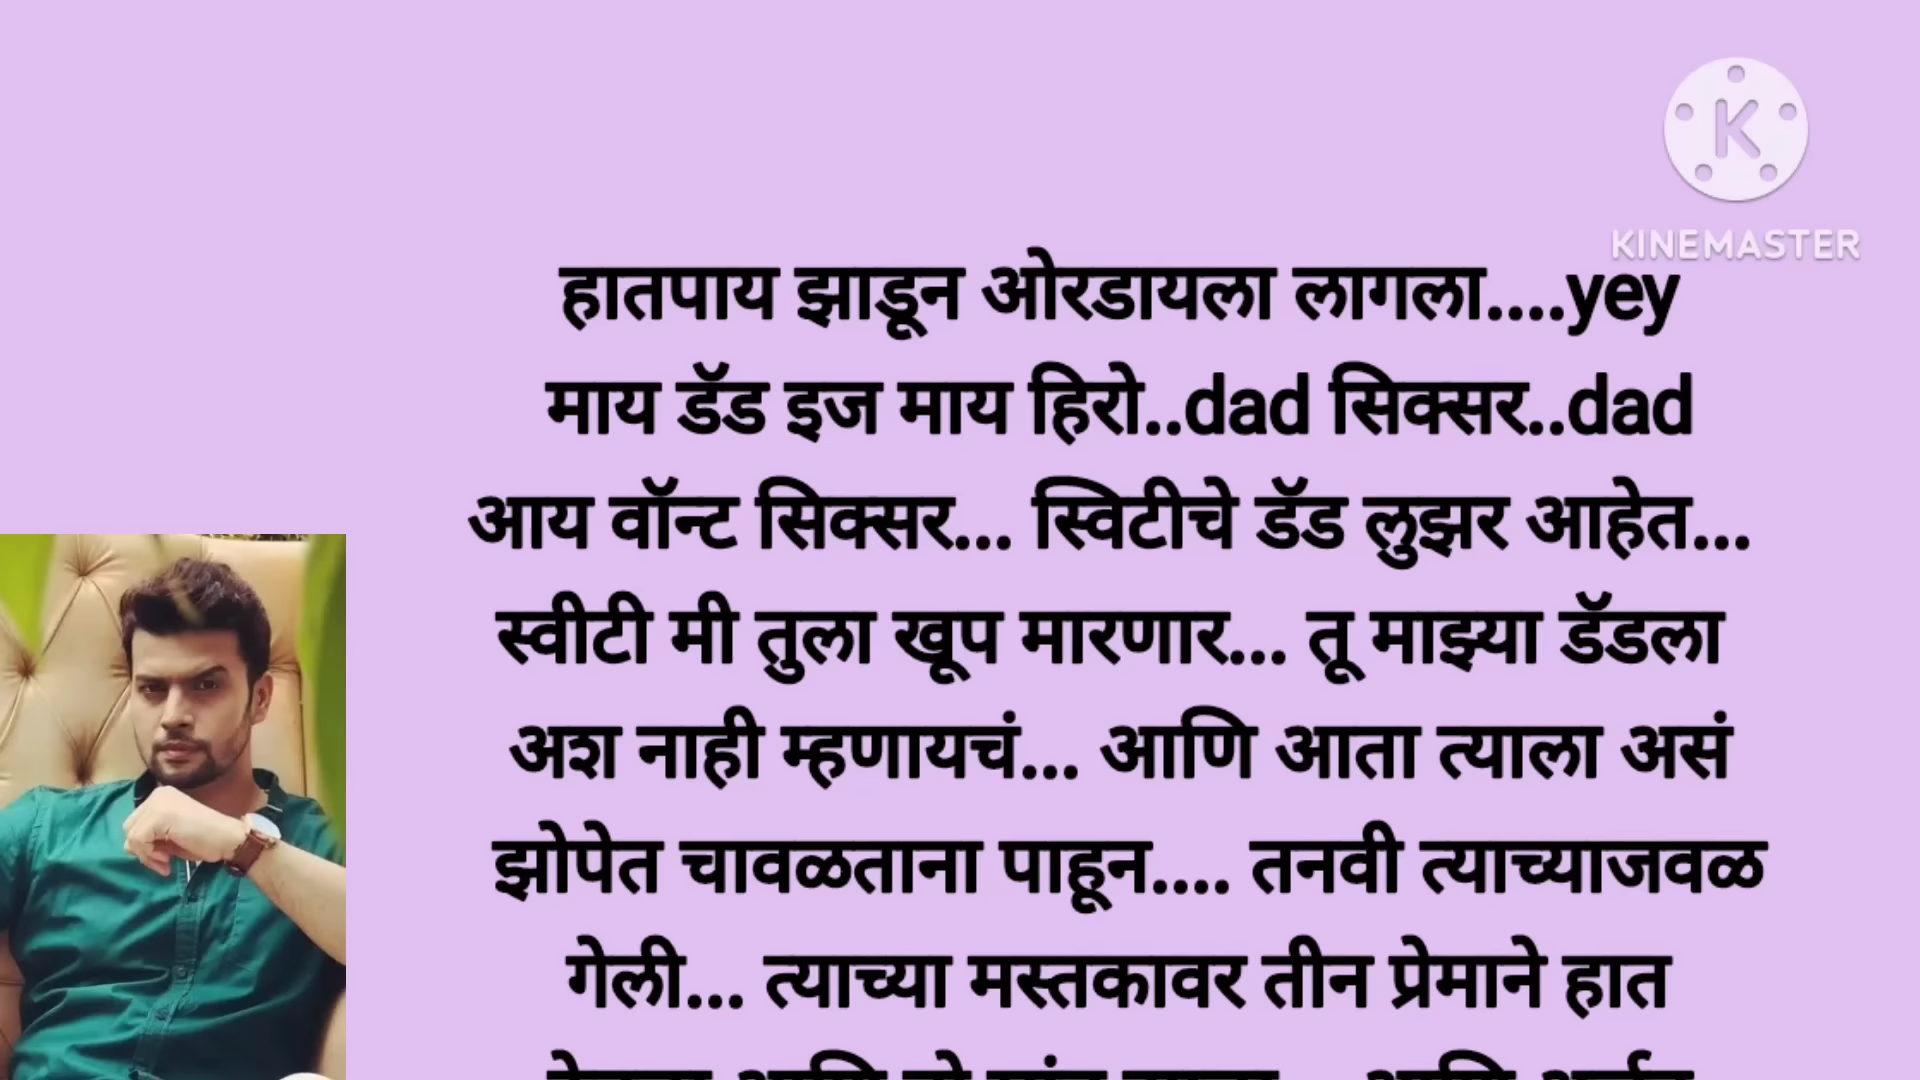 KINEMASTER
हातपाय झाडून ओरडायला लागला....yey
माय डॅड इज माय हिरो..dad सिक्सर..dad
आय वॉन्ट सिक्सर... स्विटीचे डॅड लुझर आहेत...
स्वीटी मी तुला खूप मारणार... तू माझ्या डॅडला
अश नाही म्हणायचं... आणि आता त्याला असं
झोपेत चावळताना पाहून.... तनवी त्याच्याजवळ
गेली... त्याच्या मस्तकावर तीन प्रेमाने हात